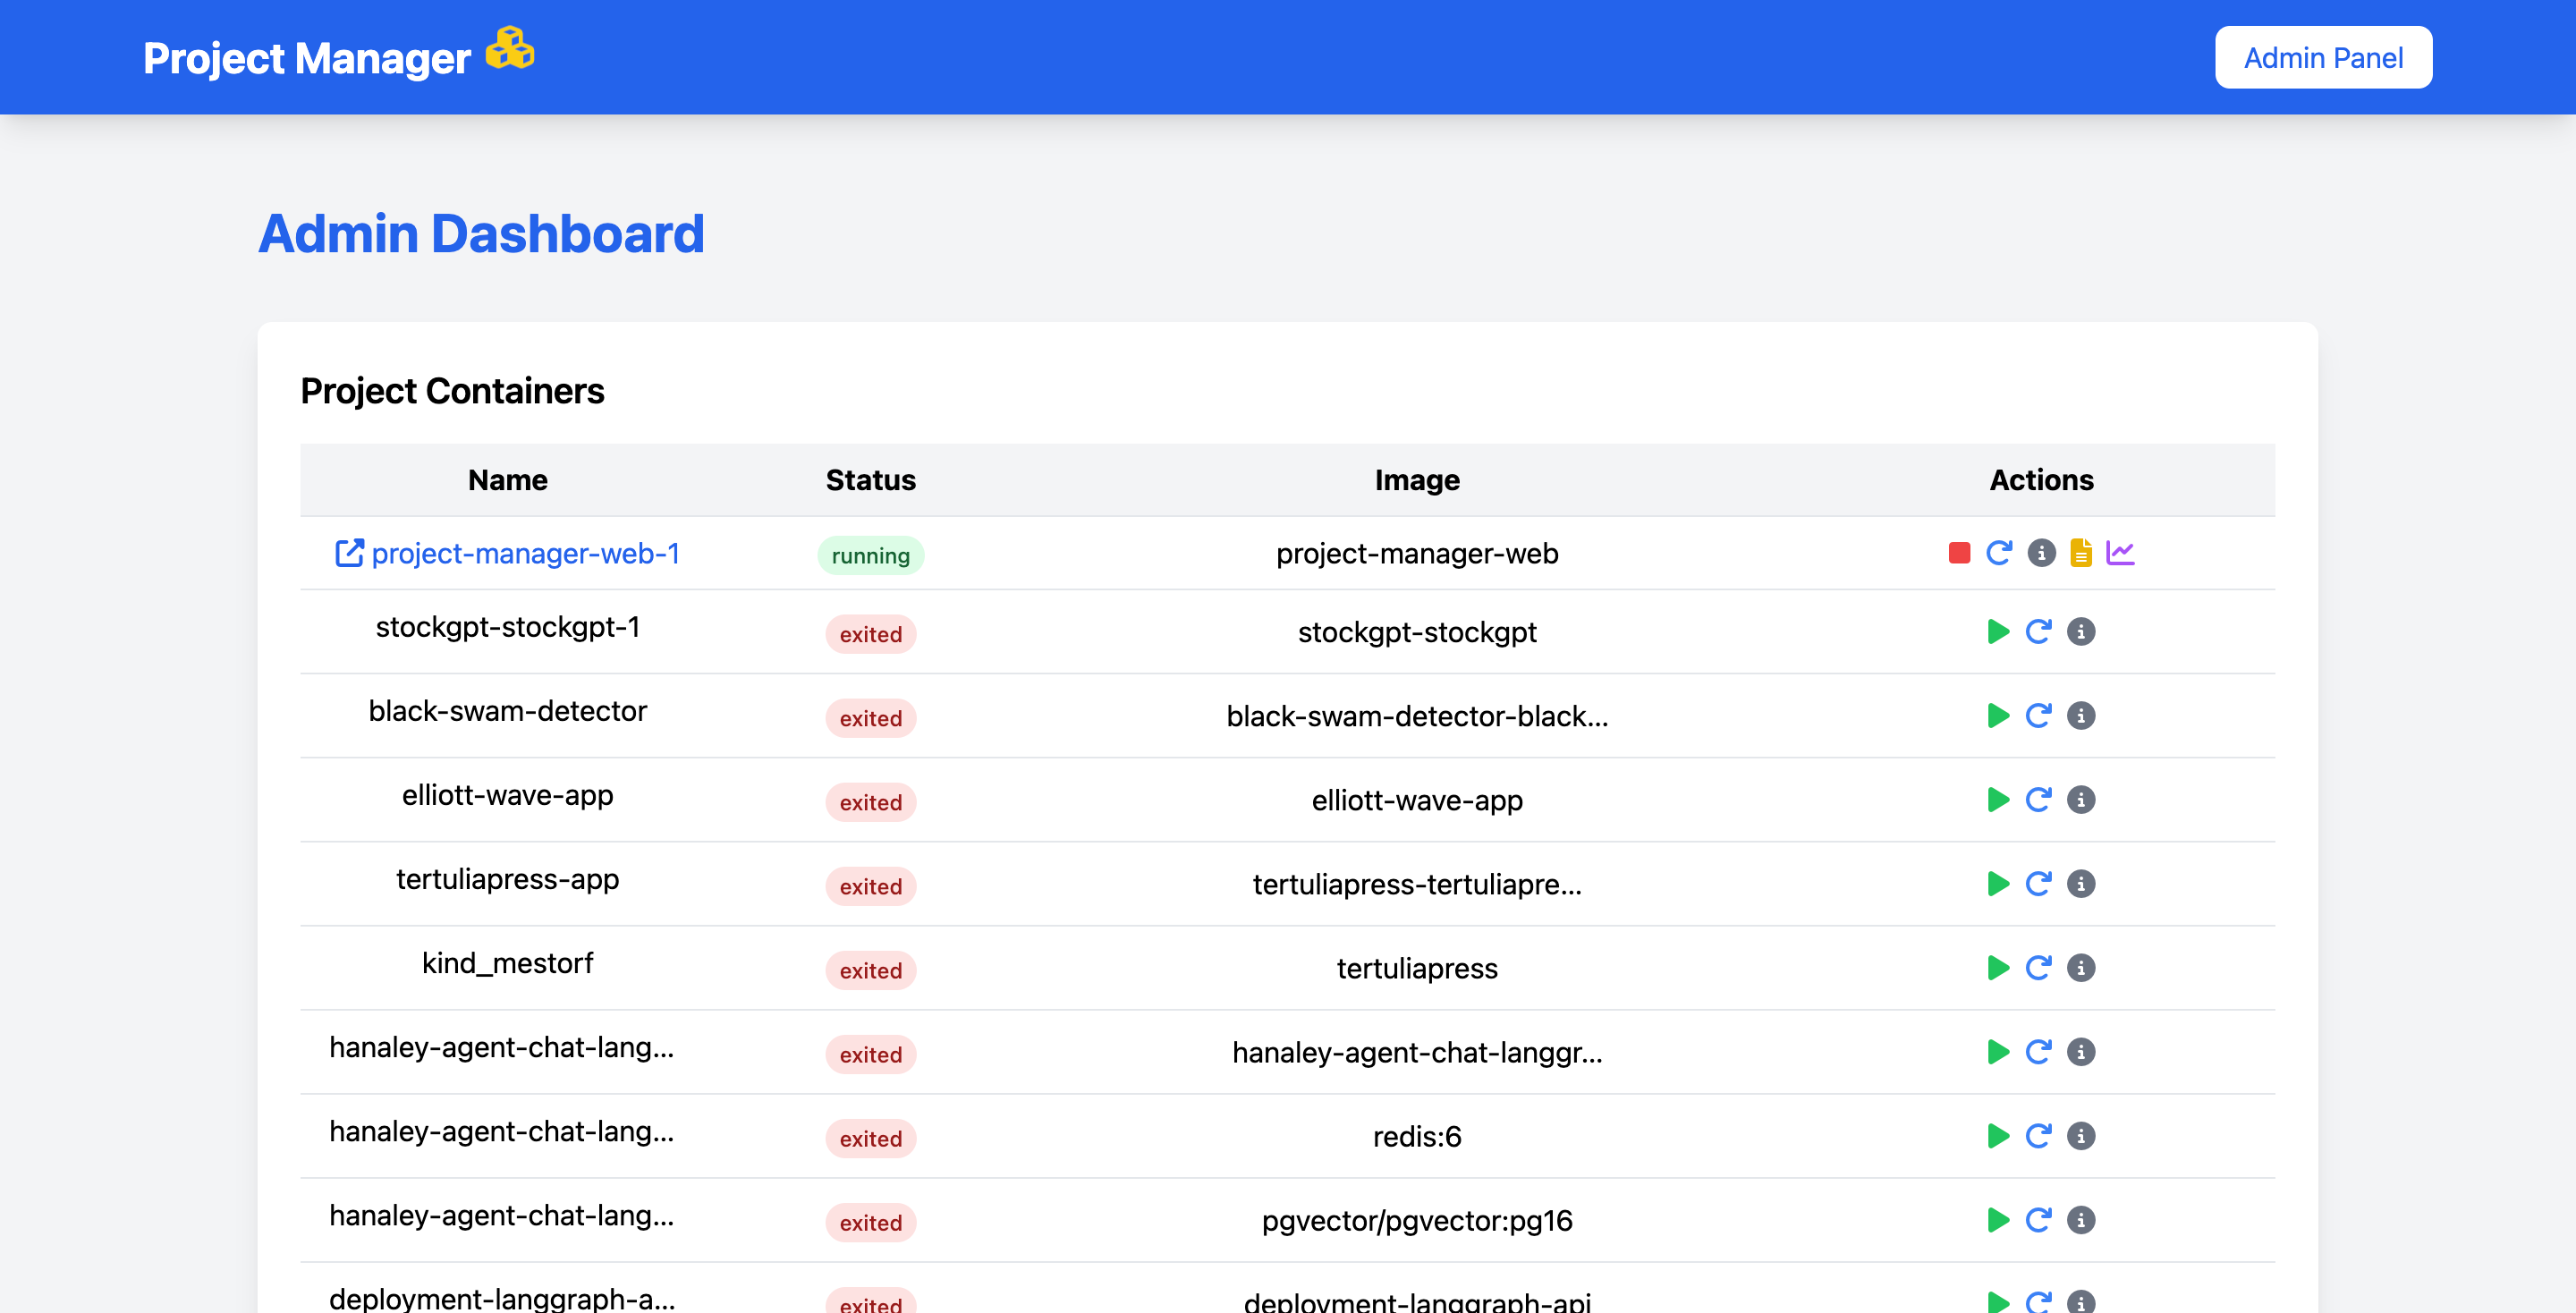 Project Manager
Admin Panel
Admin Dashboard
Project Containers
Name Status Image Actions
project-manager-web-1 running project-manager-web
stockgpt-stockgpt-1 exited stockgpt-stockgpt
black-swam-detector exited black-swam-detector-black...
elliott-wave-app exited elliott-wave-app
tertuliapress-app exited tertuliapress-tertuliapre...
kind_mestorf exited tertuliapress
hanaley-agent-chat-lang... exited hanaley-agent-chat-langgr...
hanaley-agent-chat-lang... exited redis:6
hanaley-agent-chat-lang... exited pgvector/pgvector:pg16
deployment-langgraph-a... exited deployment-langgraph-api